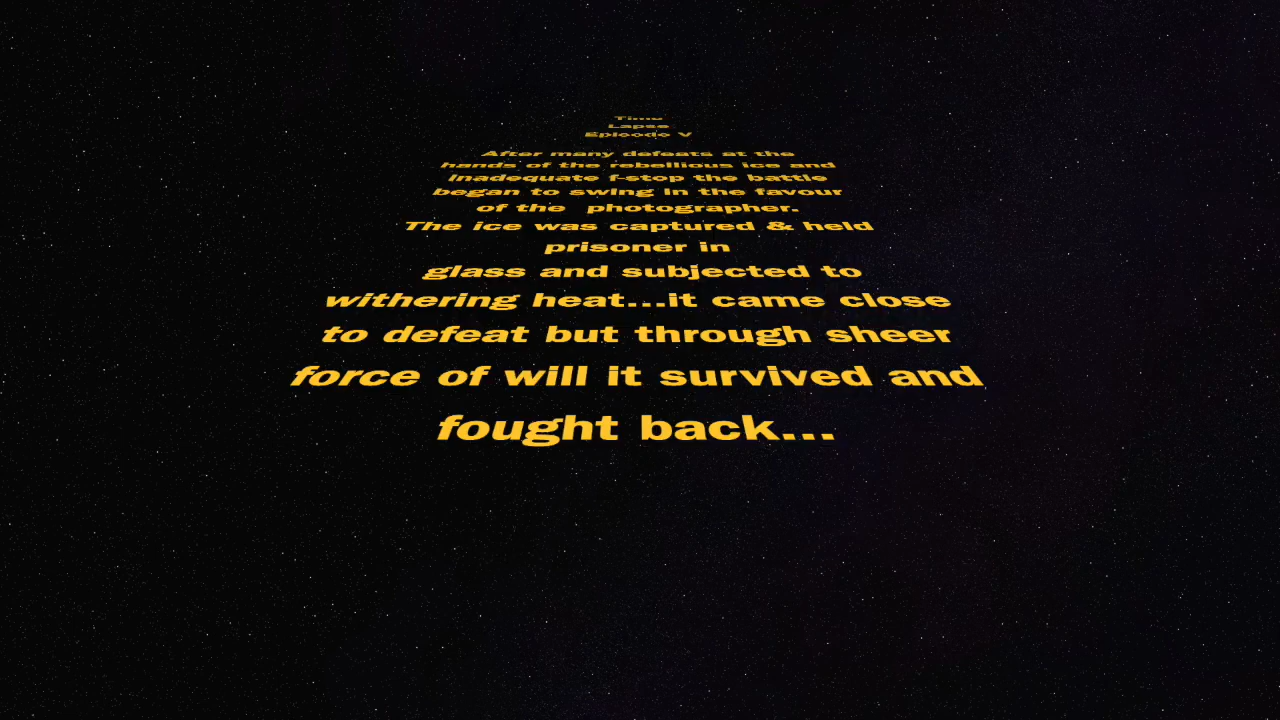 Time
Lapse
Episode V
After many defeats at the
hands of the rebellious ice and
inadequate f-stop the battle
began to swing in the favour
of the photographer.
The ice was captured & held
prisoner in
glass and subjected to
withering heat...it came close
to defeat but through sheer
force of will it survived and
fought back...